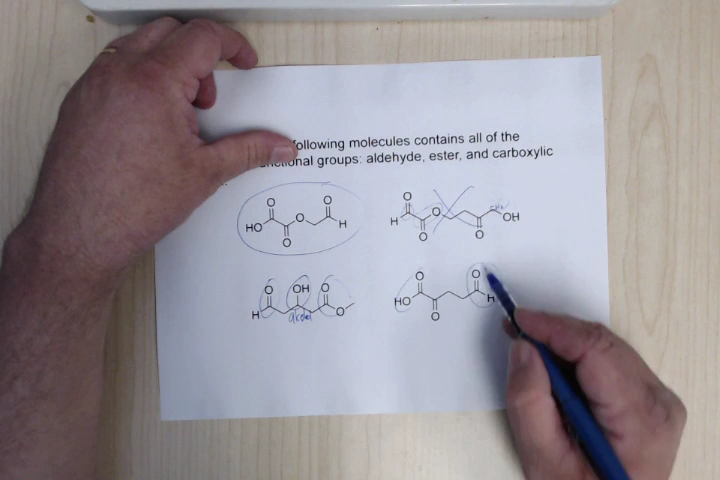 following molecules contains all of the
functional groups: aldehyde, ester, and carboxylic
O
O
HO
O
H
O
O
H
O
O
O
OH
O
OH
O
H
alcohol
O
O
O
HO
O
H